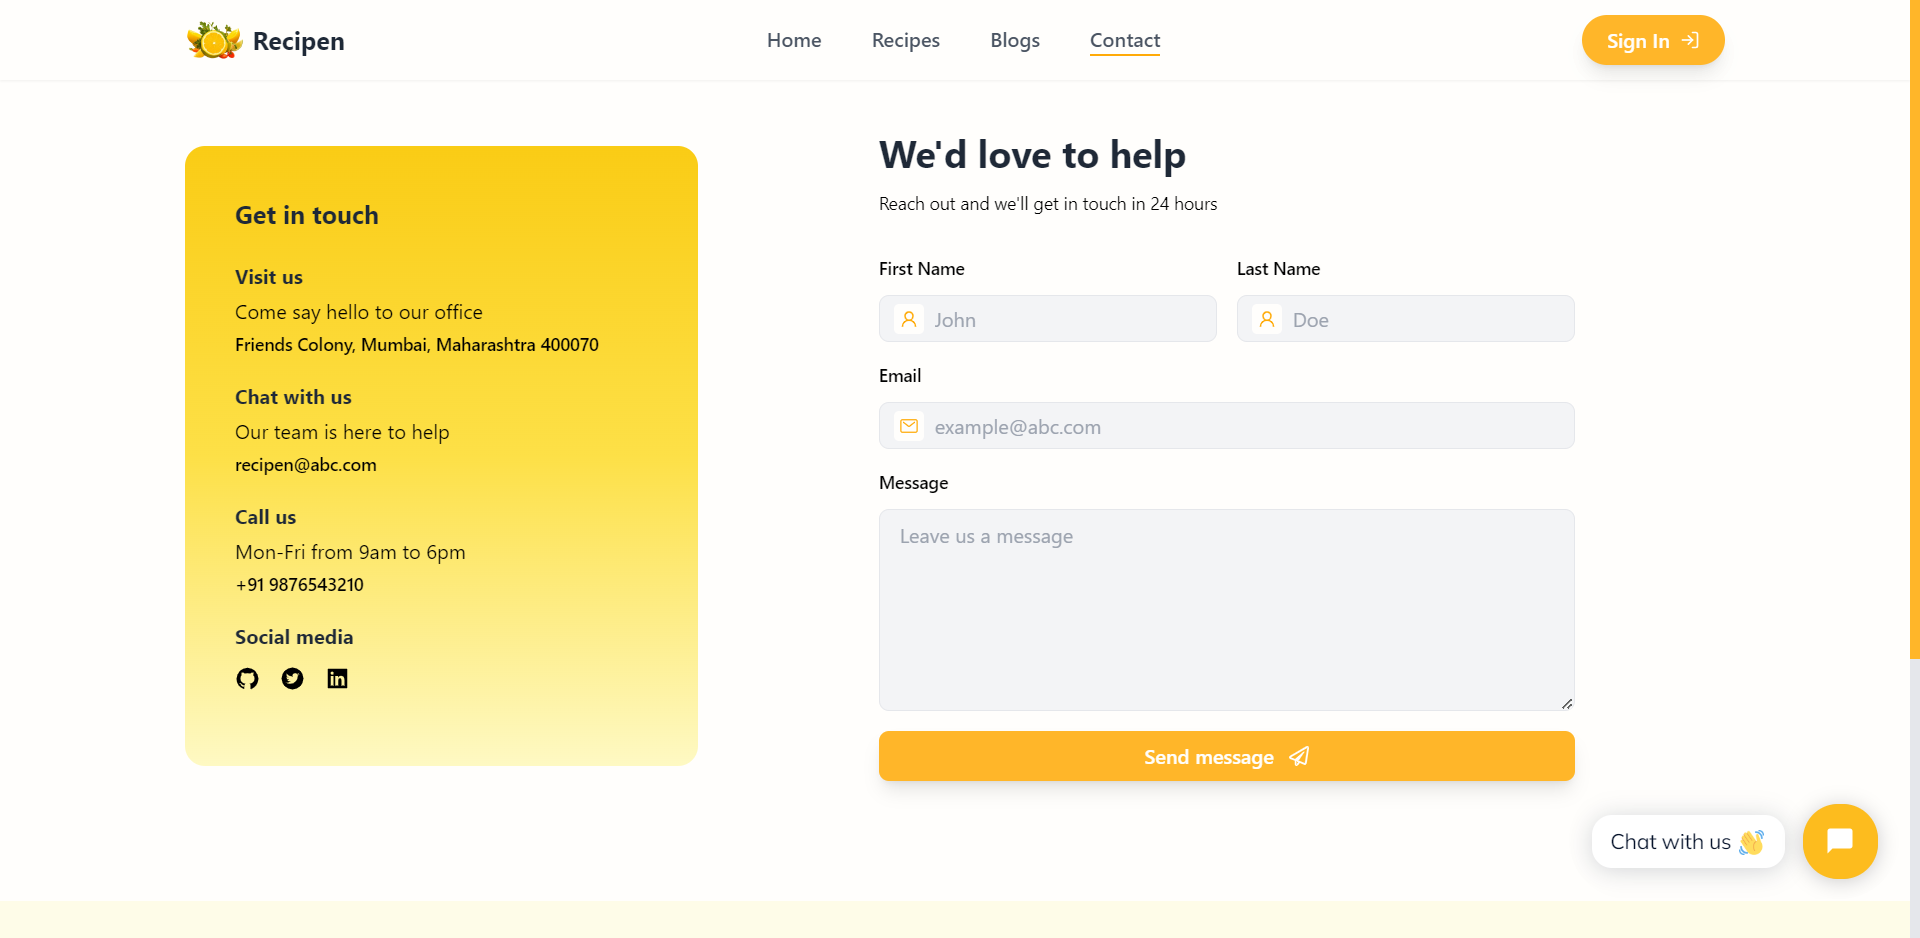 Recipen
Home
Recipes
Blogs
Contact
Sign In
Get in touch
Visit us
Come say hello to our office
Friends Colony, Mumbai, Maharashtra 400070
Chat with us
Our team is here to help
recipen@abc.com
Call us
Mon-Fri from 9am to 6pm
+91 9876543210
Social media
in
We'd love to help
Reach out and we'll get in touch in 24 hours
First Name
Last Name
John
Doe
Email
example@abc.com
Message
Leave us a message
Send message
Chat with us 👋